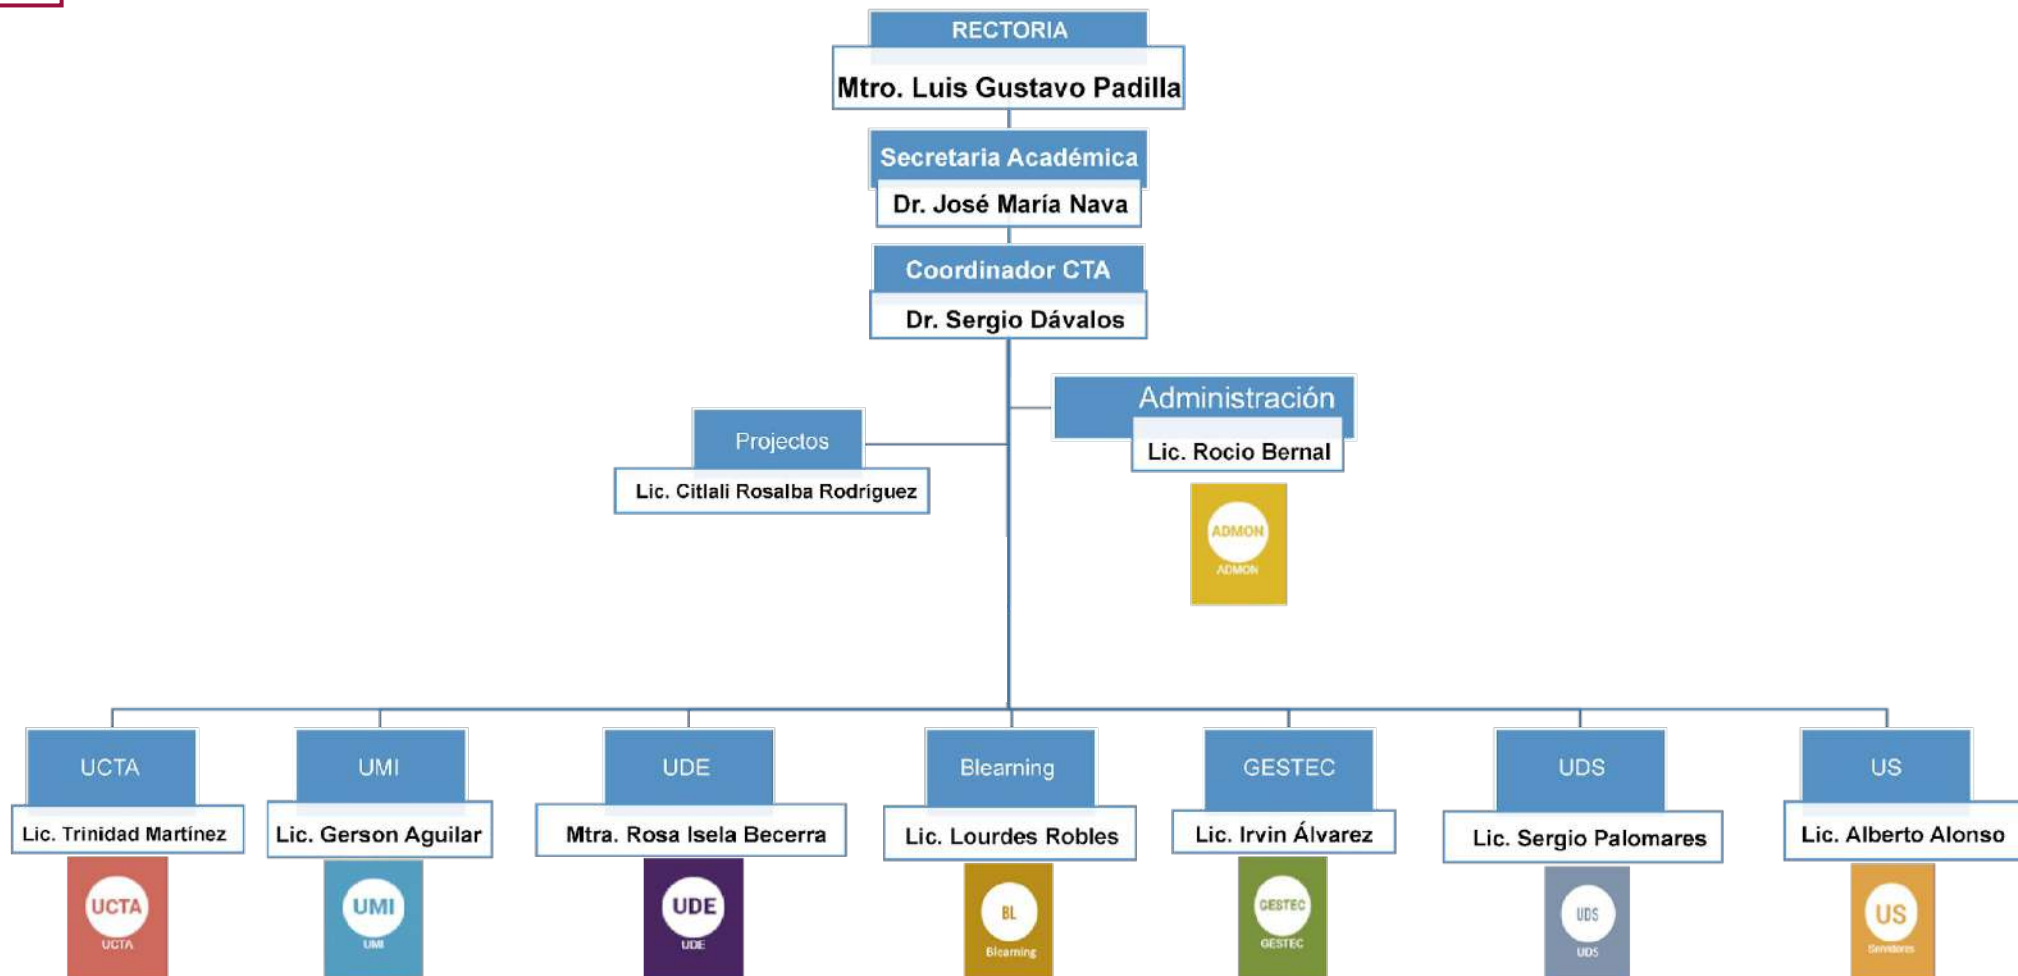 RECTORIA
Mtro. Luis Gustavo Padilla
Secretaria Académica
Dr. José María Nava
Coordinador CTA
Dr. Sergio Dávalos
Administración
Lic. Rocio Bernal
Projectos
Lic. Citlali Rosalba Rodríguez
ADMON
ADMON
UCTA
UMI
UDE
Blearning
GESTEC
UDS
US
Lic. Trinidad Martínez
Lic. Gerson Aguilar
Mtra. Rosa Isela Becerra
Lic. Lourdes Robles
Lic. Irvin Álvarez
Lic. Sergio Palomares
Lic. Alberto Alonso
UCTA
UCTA
UMI
UMI
UDE
UDE
BL
Blearning
GESTEC
GESTEC
UDS
UDS
US
Servidores